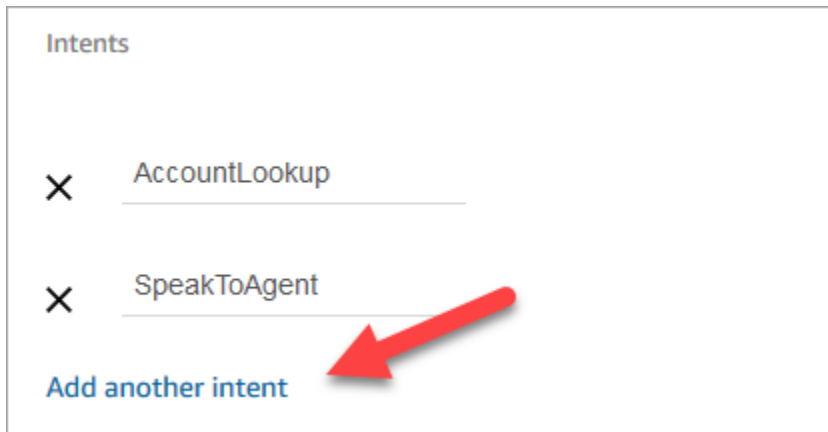 Intents
AccountLookup
SpeakToAgent
Add another intent